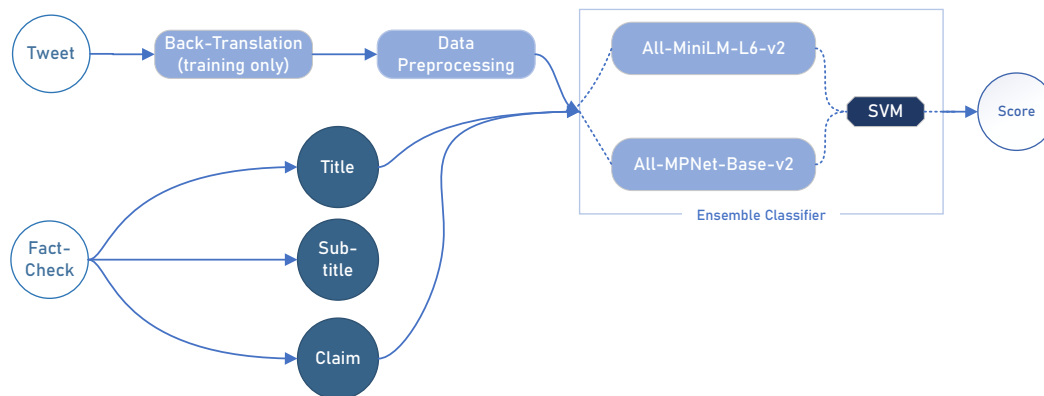 Tweet
Back-Translation
(training only)
Data
Preprocessing
All-MiniLM-L6-v2
SVM
Score
All-MPNet-Base-v2
Ensemble Classifier
Title
Fact-
Check
Sub-
title
Claim